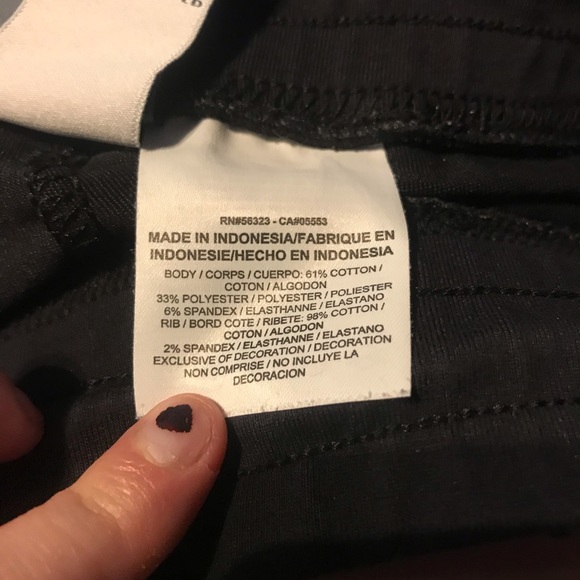 RN#56323 - CA#05553
MADE IN INDONESIA/FABRIQUE EN
INDONESIE/HECHO EN INDONESIA
BODY / CORPS / CUERPO: 61% COTTON /
COTON / ALGODON
33% POLYESTER / POLYESTER / POLIESTER
6% SPANDEX / ELASTHANNE / ELASTANO
RIB / BORD COTE / RIBETE: 98% COTTON /
COTON / ALGODON
2% SPANDEX / ELASTHANNE / ELASTANO
EXCLUSIVE OF DECORATION / DECORATION
NON COMPRISE / NO INCLUYE LA
DECORACION